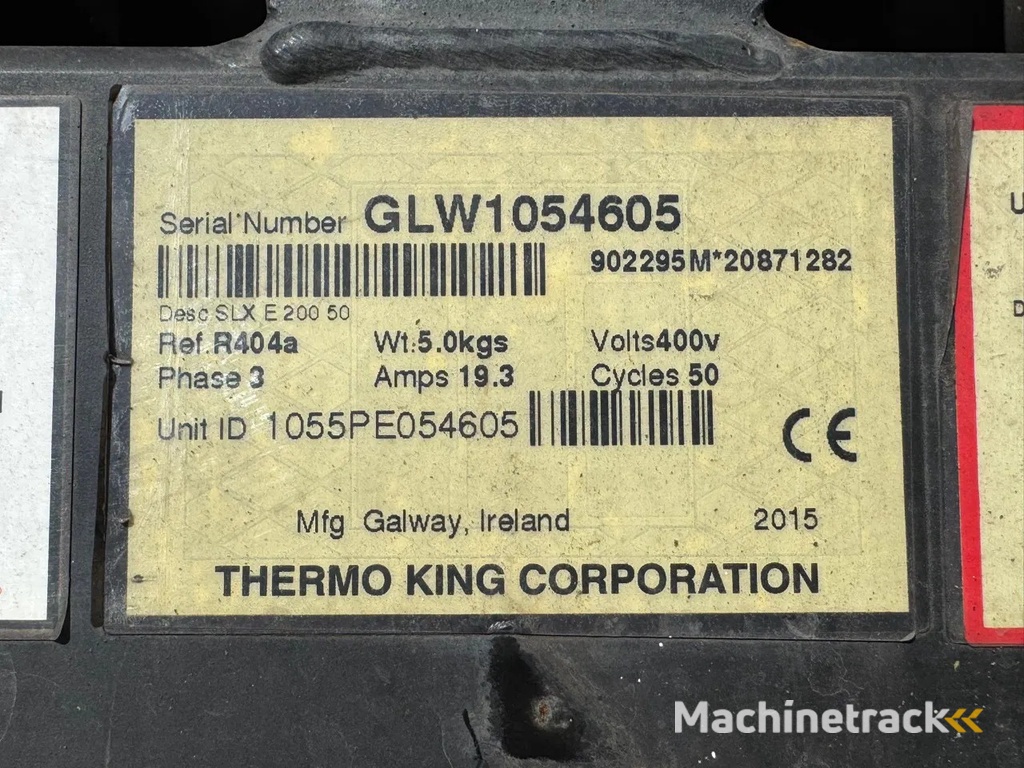 Serial Number GLW1054605
902295M*20871282
Desc SLX E 200 50
Ref.R404a Wt.5.0kgs Volts400v
Phase 3 Amps 19.3 Cycles 50
Unit ID 1055PE054605
CE
Mfg Galway, Ireland 2015
THERMO KING CORPORATION
U
D
Machinetrack